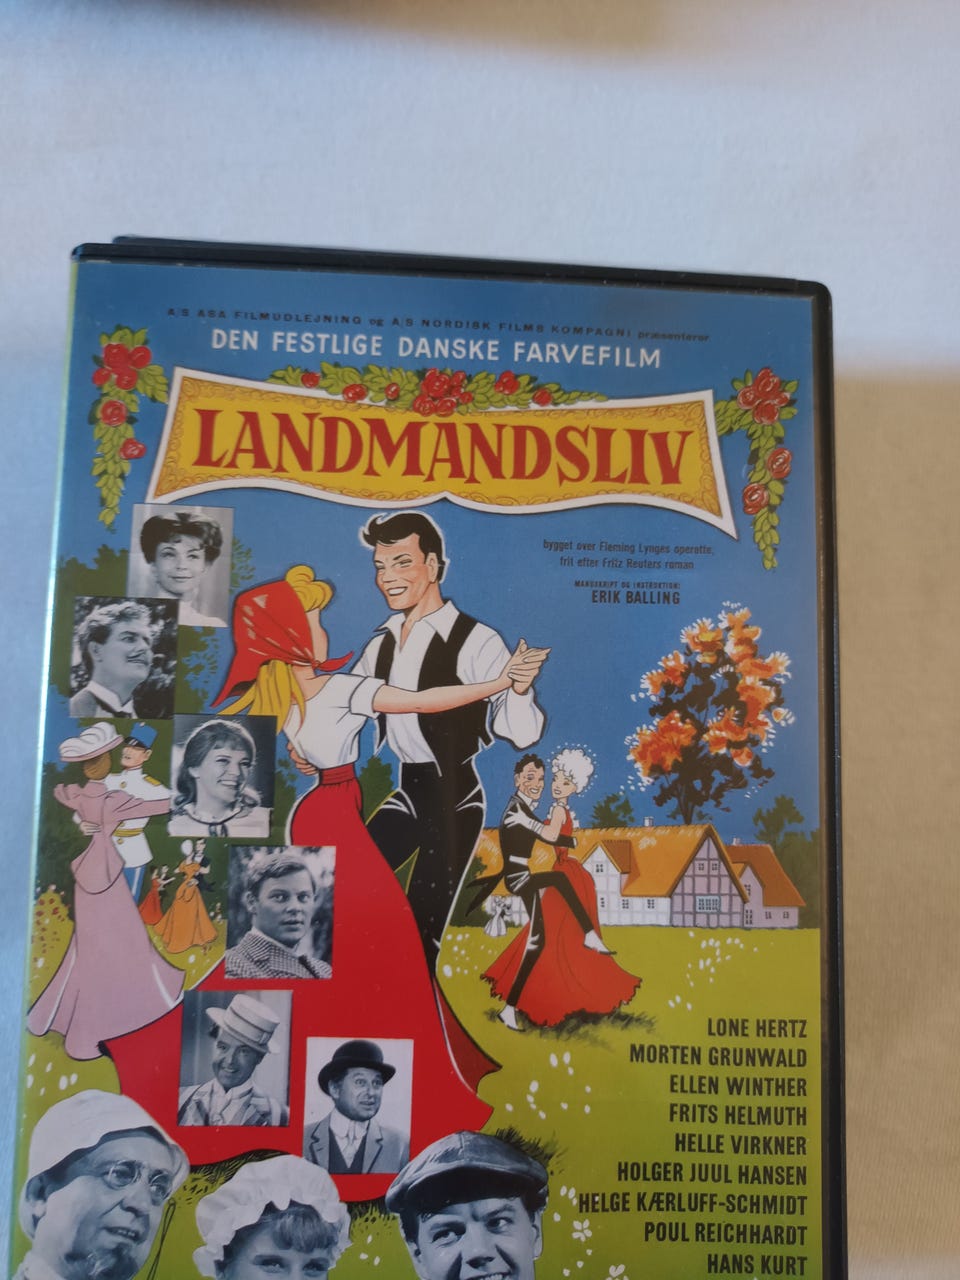 A/S ASA FILMUDLEJNING og A/S NORDISK FILMS KOMPAGNI præsenterer
DEN FESTLIGE DANSKE FARVEFILM
LANDMANDSLIV
bygget over Fleming Lynges operette,
frit efter Fritz Reuters roman
MANUSKRIPT OG INSTRUKTION:
ERIK BALLING
LONE HERTZ
MORTEN GRUNWALD
ELLEN WINTHER
FRITS HELMUTH
HELLE VIRKNER
HOLGER JUUL HANSEN
HELGE KÆRLUFF-SCHMIDT
POUL REICHHARDT
HANS KURT